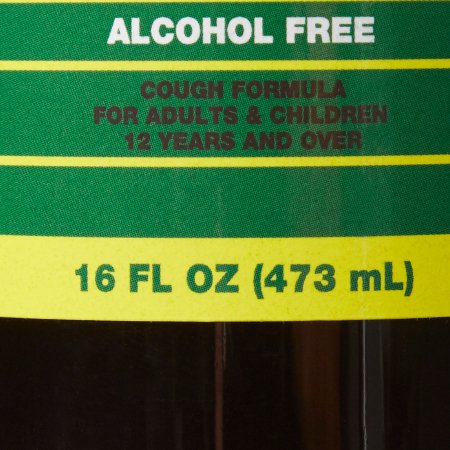 ALCOHOL FREE
COUGH FORMULA
FOR ADULTS & CHILDREN
12 YEARS AND OVER
16 FL OZ (473 mL)